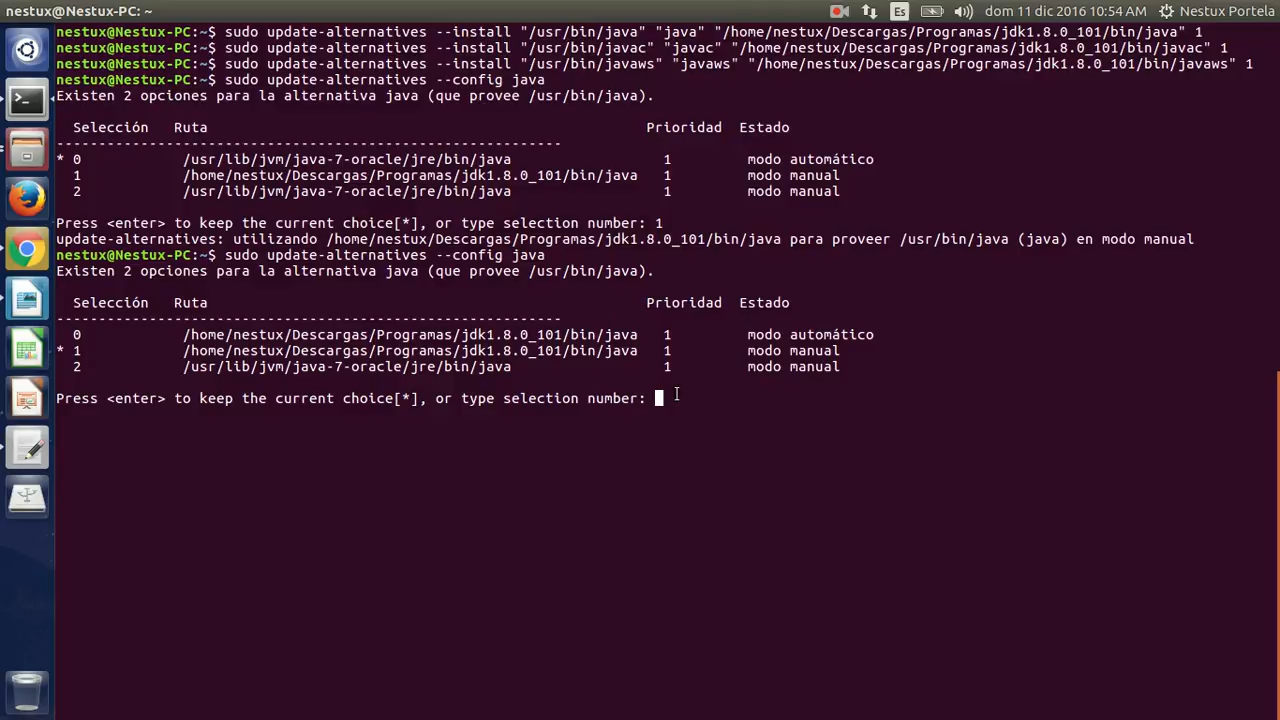 nestux@Nestux-PC: ~
Es
dom 11 dic 2016 10:54 AM
Nestux Portela
nestux@Nestux-PC:~$ sudo update-alternatives --install "/usr/bin/java" "java" "/home/nestux/Descargas/Programas/jdk1.8.0_101/bin/java" 1
nestux@Nestux-PC:~$ sudo update-alternatives --install "/usr/bin/javac" "javac" "/home/nestux/Descargas/Programas/jdk1.8.0_101/bin/javac" 1
nestux@Nestux-PC:~$ sudo update-alternatives --install "/usr/bin/javaws" "javaws" "/home/nestux/Descargas/Programas/jdk1.8.0_101/bin/javaws" 1
nestux@Nestux-PC:~$ sudo update-alternatives --config java
Existen 2 opciones para la alternativa java (que provee /usr/bin/java).
Selección Ruta Prioridad Estado
------------------------------------------------------------
* 0 /usr/lib/jvm/java-7-oracle/jre/bin/java 1 modo automático
1 /home/nestux/Descargas/Programas/jdk1.8.0_101/bin/java 1 modo manual
2 /usr/lib/jvm/java-7-oracle/jre/bin/java 1 modo manual
Press <enter> to keep the current choice[*], or type selection number: 1
update-alternatives: utilizando /home/nestux/Descargas/Programas/jdk1.8.0_101/bin/java para proveer /usr/bin/java (java) en modo manual
nestux@Nestux-PC:~$ sudo update-alternatives --config java
Existen 2 opciones para la alternativa java (que provee /usr/bin/java).
Selección Ruta Prioridad Estado
------------------------------------------------------------
0 /home/nestux/Descargas/Programas/jdk1.8.0_101/bin/java 1 modo automático
* 1 /home/nestux/Descargas/Programas/jdk1.8.0_101/bin/java 1 modo manual
2 /usr/lib/jvm/java-7-oracle/jre/bin/java 1 modo manual
Press <enter> to keep the current choice[*], or type selection number: